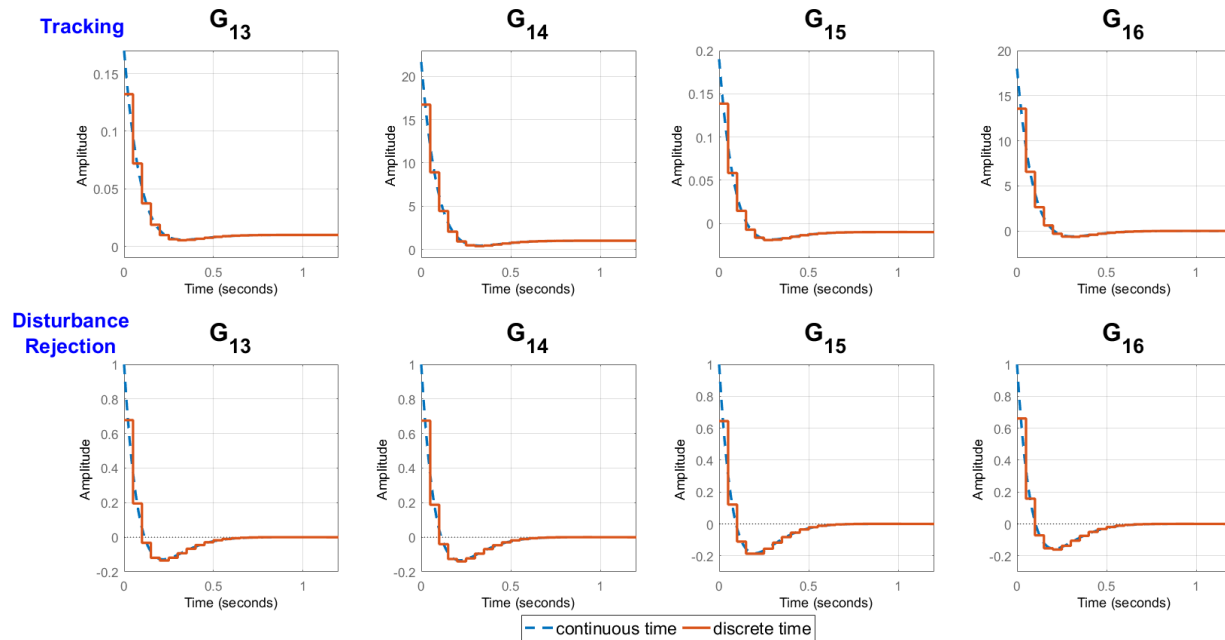 Tracking
G13
G14
G15
G16
0.15
0.1
0.05
0
Amplitude
0
0.5
1
Time (seconds)
20
15
10
5
0
Amplitude
0
0.5
1
Time (seconds)
0.2
0.15
0.1
0.05
0
Amplitude
0
0.5
1
Time (seconds)
20
15
10
5
0
Amplitude
0
0.5
1
Time (seconds)
Disturbance
Rejection
G13
G14
G15
G16
1
0.8
0.6
0.4
0.2
0
-0.2
Amplitude
0
0.5
1
Time (seconds)
1
0.8
0.6
0.4
0.2
0
-0.2
Amplitude
0
0.5
1
Time (seconds)
1
0.8
0.6
0.4
0.2
0
-0.2
Amplitude
0
0.5
1
Time (seconds)
1
0.8
0.6
0.4
0.2
0
-0.2
Amplitude
0
0.5
1
Time (seconds)
continuous time
discrete time